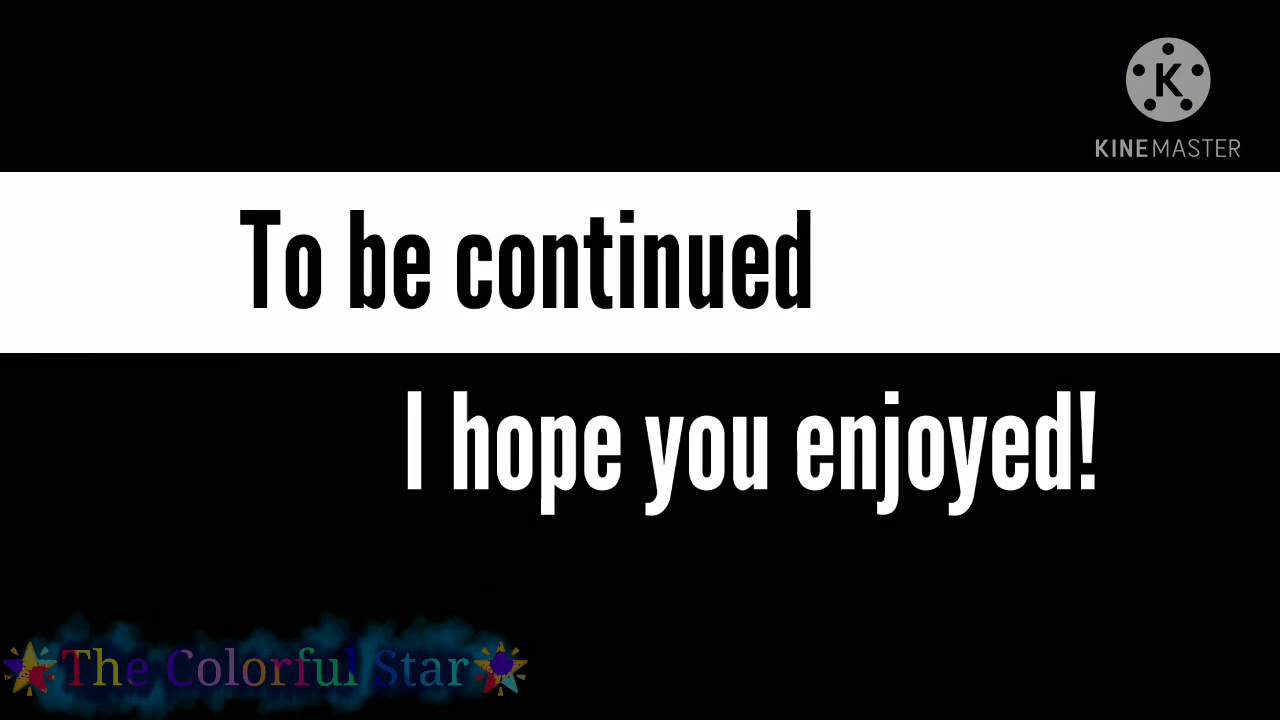 K
KINEMASTER
To be continued
I hope you enjoyed!
The Colorful Star